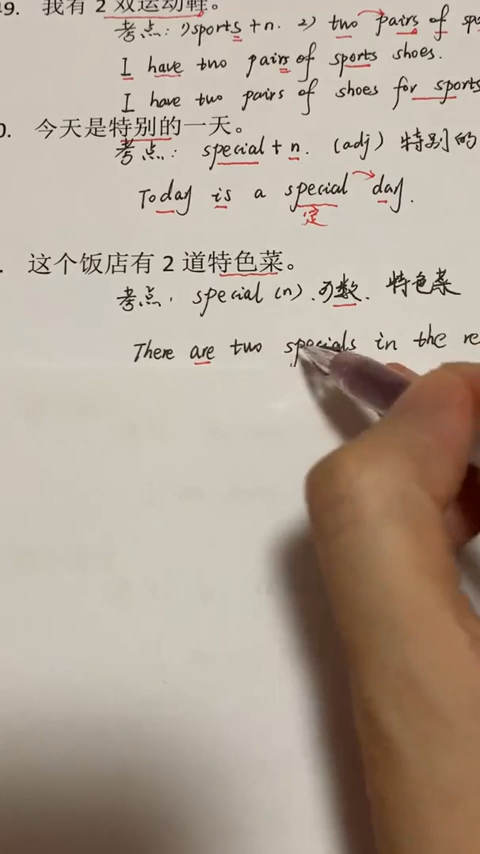 49. 我有 2 双运动鞋。
考点：1) sports + n. 2) two pairs of
I have two pairs of sports shoes.
I have two pairs of shoes for sports
0. 今天是特别的一天。
考点： special + n. (adj) 特别的
Today is a special day.
定
这个饭店有 2 道特色菜。
考点， special (n). 可数. 特色菜
There are two specials in the